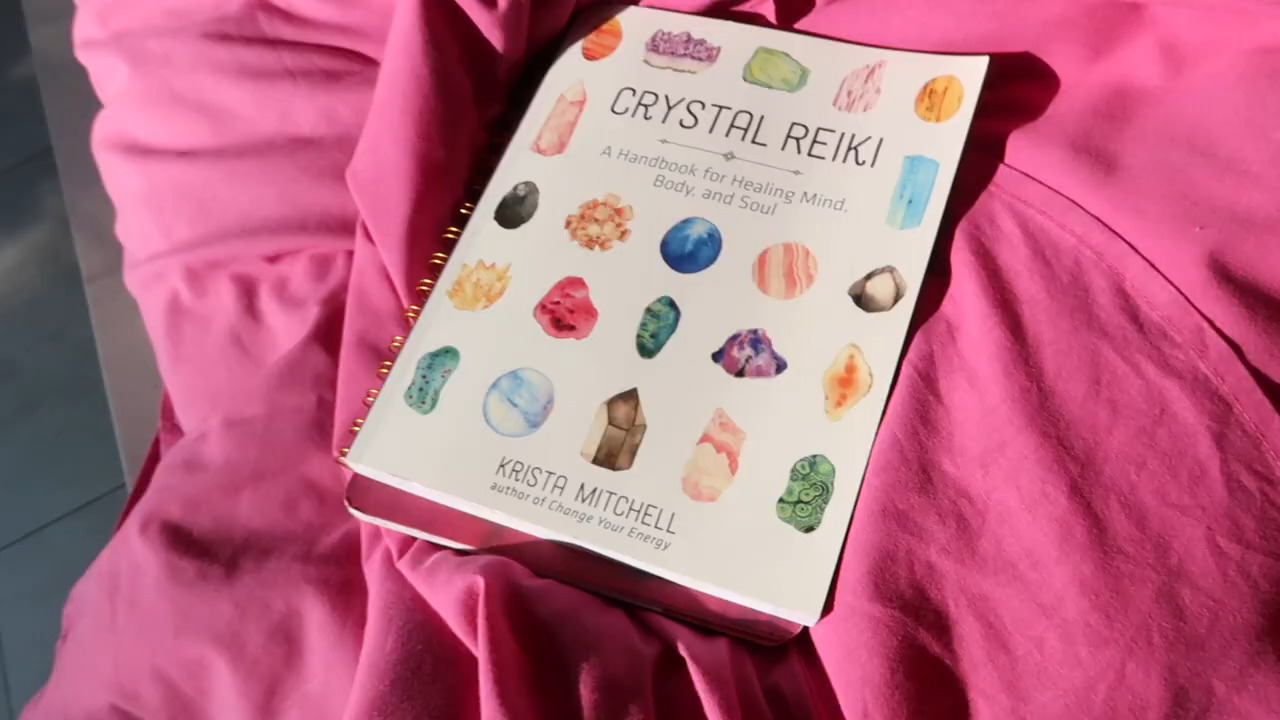 CRYSTAL REIKI
A Handbook for Healing Mind,
Body, and Soul
KRISTA MITCHELL
author of Change Your Energy